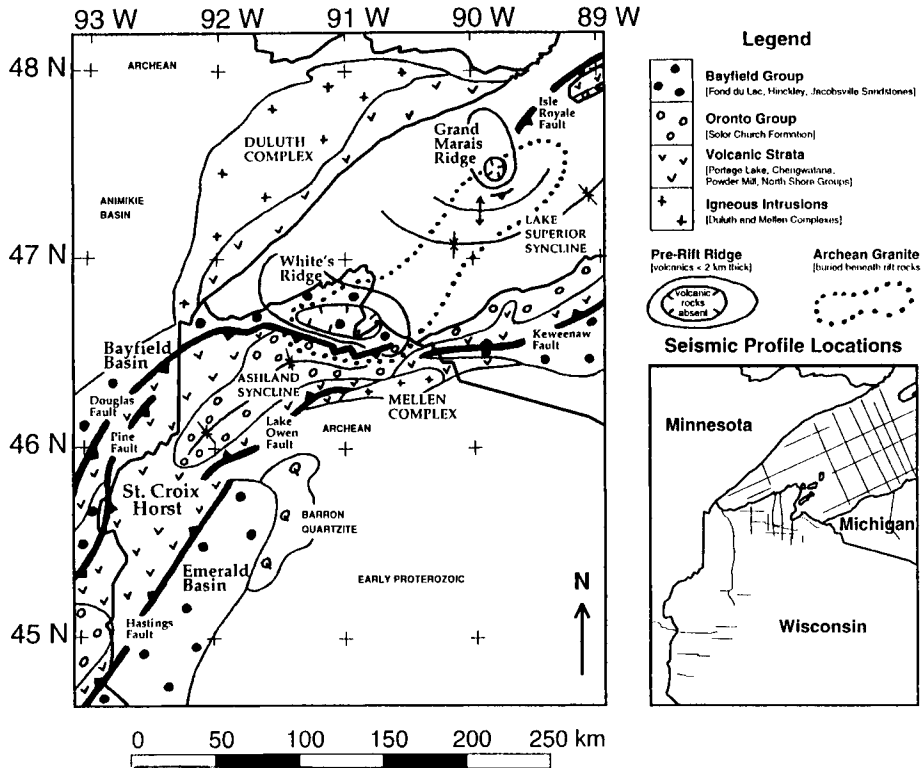 93 W 92 W 91 W 90 W 89 W
48 N
47 N
46 N
45 N
ARCHEAN
DULUTH
COMPLEX
ANIMIKIE
BASIN
Grand
Marais
Ridge
Isle
Royale
Fault
LAKE
SUPERIOR
SYNCLINE
White's
Ridge
Bayfield
Basin
Douglas
Fault
Pine
Fault
ASHLAND
SYNCLINE
Keweenaw
Fault
MELLEN
COMPLEX
Lake
Owen
Fault
ARCHEAN
St. Croix
Horst
Q
Q
Q
BARRON
QUARTZITE
Emerald
Basin
EARLY PROTEROZOIC
Hastings
Fault
N
0 50 100 150 200 250 km
Legend
Bayfield Group
[Fond du Lac, Hinckley, Jacobsville Sandstones]
Oronto Group
[Solor Church Formation]
Volcanic Strata
[Portage Lake, Chengwatana,
Powder Mill, North Shore Groups]
Igneous Intrusions
[Duluth and Mellen Complexes]
Pre-Rift Ridge
[volcanics < 2 km thick]
volcanic
rocks
absent
Archean Granite
[buried beneath rift rocks]
Seismic Profile Locations
Minnesota
Michigan
Wisconsin